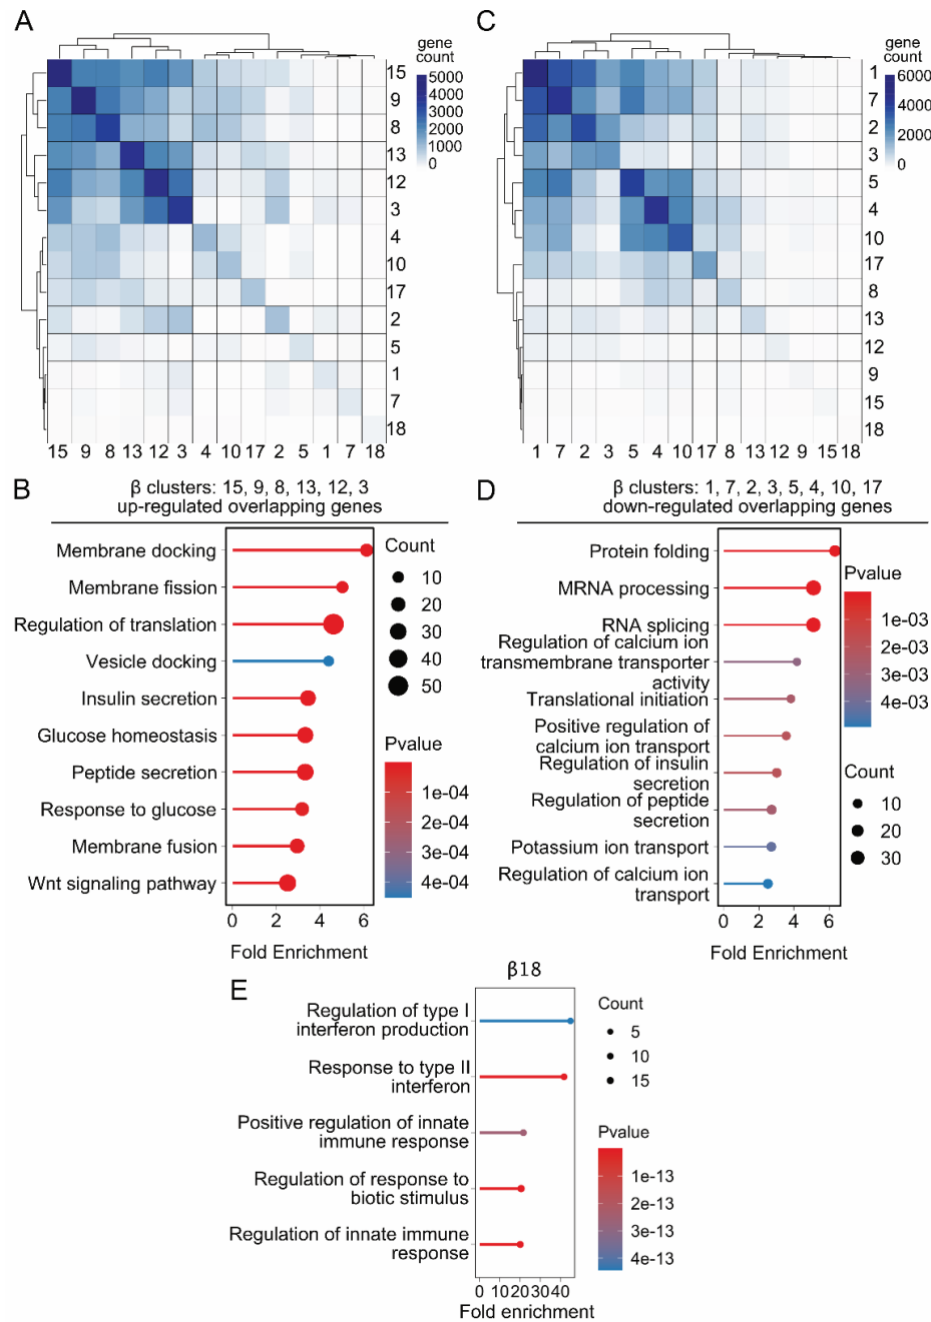 A
gene
count
5000
4000
3000
2000
1000
0
15
9
8
13
12
3
4
10
17
2
5
1
7
18
15 9 8 13 12 3 4 10 17 2 5 1 7 18
C
gene
count
6000
4000
2000
0
1
7
2
3
5
4
10
17
8
13
12
9
15
18
1 7 2 3 5 4 10 17 8 13 12 9 15 18
B
β clusters: 15, 9, 8, 13, 12, 3
up-regulated overlapping genes
Membrane docking
Membrane fission
Regulation of translation
Vesicle docking
Insulin secretion
Glucose homeostasis
Peptide secretion
Response to glucose
Membrane fusion
Wnt signaling pathway
0 2 4 6
Fold Enrichment
Count
10
20
30
40
50
Pvalue
1e-04
2e-04
3e-04
4e-04
D
β clusters: 1, 7, 2, 3, 5, 4, 10, 17
down-regulated overlapping genes
Protein folding
MRNA processing
RNA splicing
Regulation of calcium ion
transmembrane transporter
activity
Translational initiation
Positive regulation of
calcium ion transport
Regulation of insulin
secretion
Regulation of peptide
secretion
Potassium ion transport
Regulation of calcium ion
transport
0 2 4 6
Fold Enrichment
Pvalue
1e-03
2e-03
3e-03
4e-03
Count
10
20
30
E
β18
Regulation of type I
interferon production
Response to type II
interferon
Positive regulation of innate
immune response
Regulation of response to
biotic stimulus
Regulation of innate immune
response
0 10 20 30 40
Fold enrichment
Count
5
10
15
Pvalue
1e-13
2e-13
3e-13
4e-13